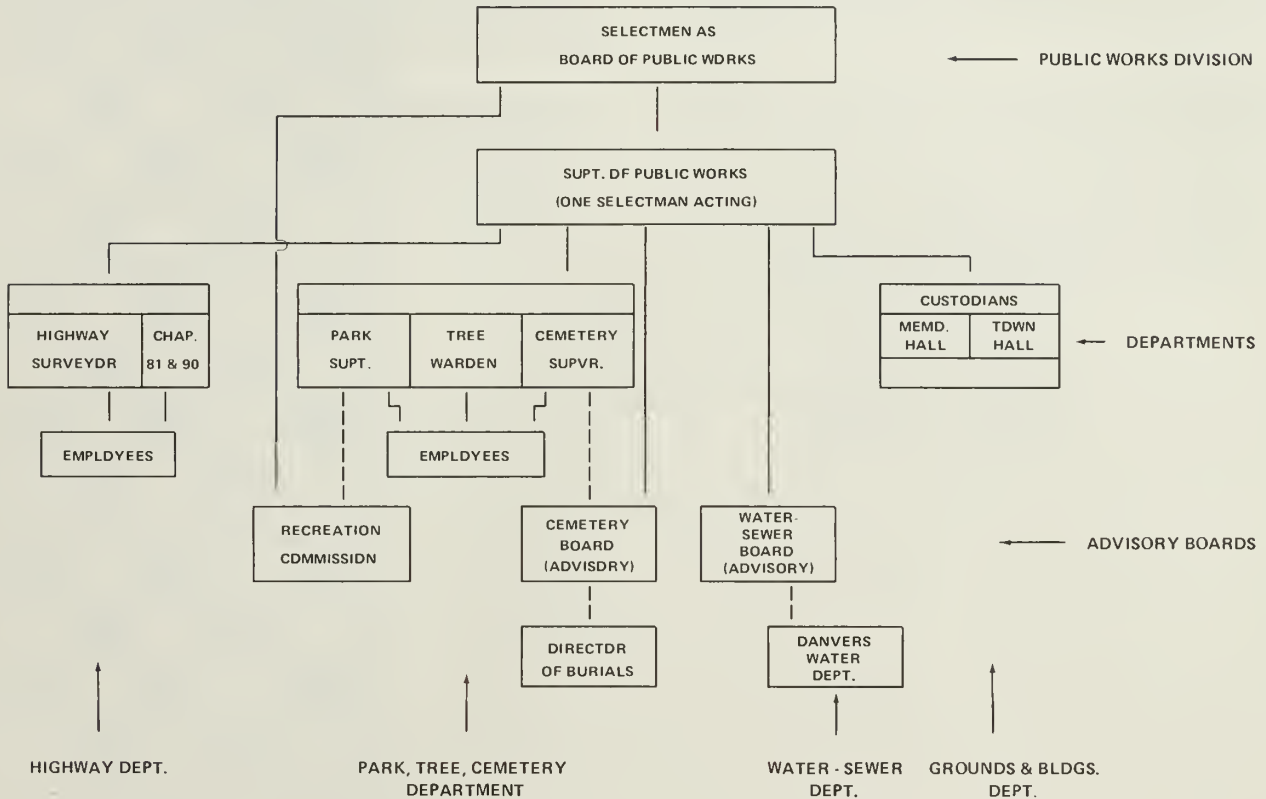 SELECTMEN AS
BOARD OF PUBLIC WDRKS
PUBLIC WORKS DIVISION
SUPT. DF PUBLIC WORKS
(ONE SELECTMAN ACTING)
HIGHWAY
SURVEYDR
CHAP.
81 & 90
PARK
SUPT.
TREE
WARDEN
CEMETERY
SUPVR.
CUSTODIANS
MEMD.
HALL
TDWN
HALL
DEPARTMENTS
EMPLDYEES
EMPLDYEES
RECREATION
CDMMISSIDN
CEMETERY
BOARD
(ADVISDRY)
WATER-
SEWER
BOARD
(ADVISORY)
ADVISORY BOARDS
DIRECTDR
OF BURIALS
DANVERS
WATER
DEPT.
HIGHWAY DEPT.
PARK, TREE, CEMETERY
DEPARTMENT
WATER - SEWER
DEPT.
GROUNDS & BLDGS.
DEPT.